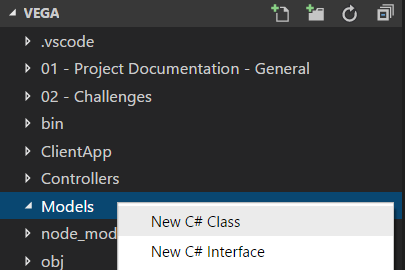 VEGA
.vscode
01 - Project Documentation - General
02 - Challenges
bin
ClientApp
Controllers
Models
New C# Class
node_mod
New C# Interface
obj